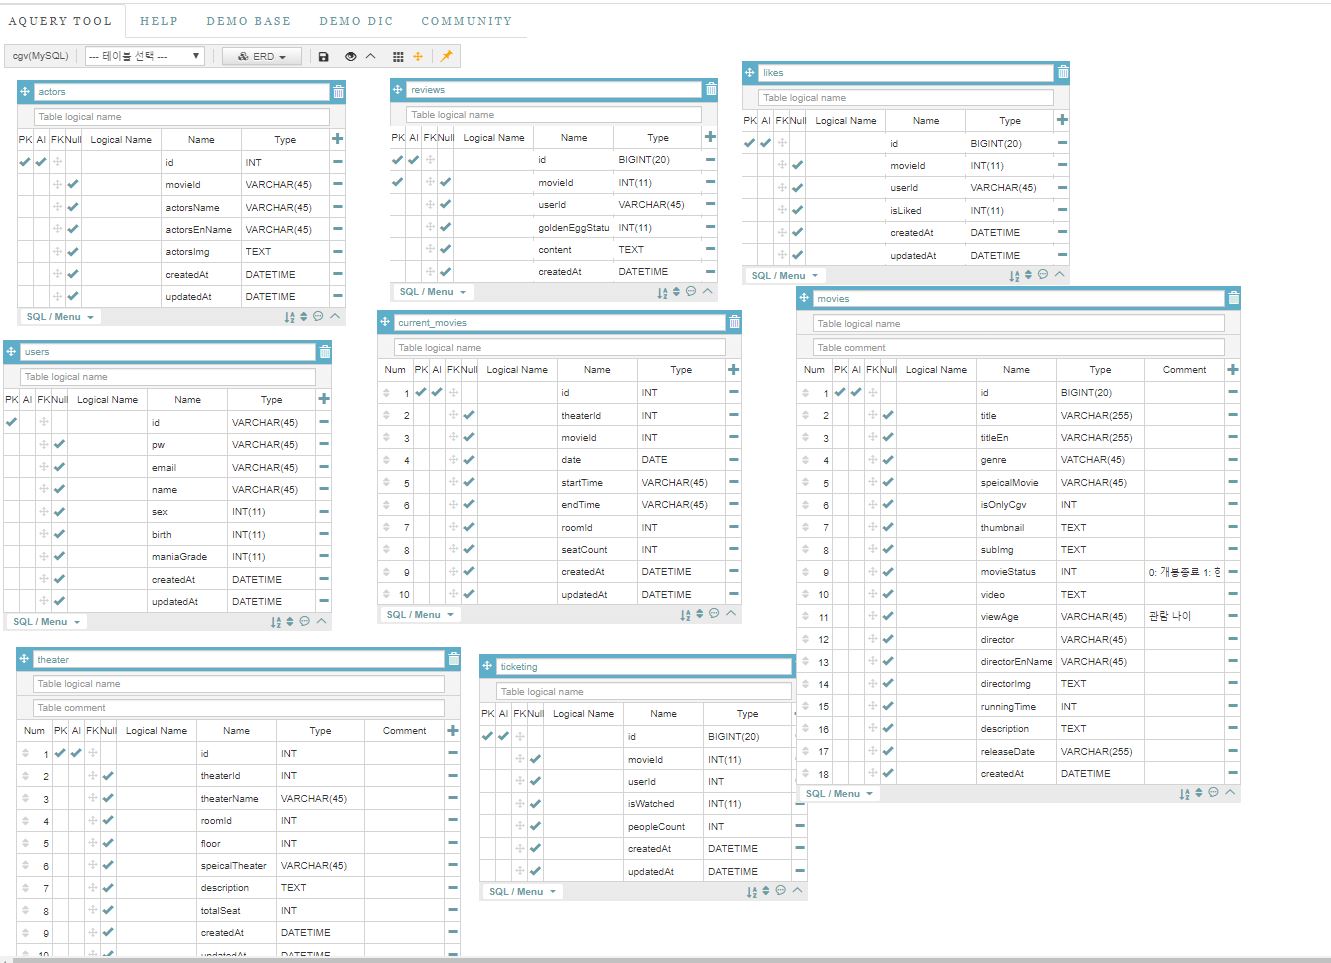 AQUERY TOOL HELP DEMO BASE DEMO DIC COMMUNITY
cgv(MySQL) --- 테이블 선택 --- ERD
actors
Table logical name
PK AI FK Null Logical Name Name Type
id INT
movieId VARCHAR(45)
actorsName VARCHAR(45)
actorsEnName VARCHAR(45)
actorsImg TEXT
createdAt DATETIME
updatedAt DATETIME
SQL / Menu
reviews
Table logical name
PK AI FK Null Logical Name Name Type
id BIGINT(20)
movieId INT(11)
userId VARCHAR(45)
goldenEggStatu INT(11)
content TEXT
createdAt DATETIME
SQL / Menu
likes
Table logical name
PK AI FK Null Logical Name Name Type
id BIGINT(20)
movieId INT(11)
userId VARCHAR(45)
isLiked INT(11)
createdAt DATETIME
updatedAt DATETIME
SQL / Menu
users
Table logical name
PK AI FK Null Logical Name Name Type
id VARCHAR(45)
pw VARCHAR(45)
email VARCHAR(45)
name VARCHAR(45)
sex INT(11)
birth INT(11)
maniaGrade INT(11)
createdAt DATETIME
updatedAt DATETIME
SQL / Menu
current_movies
Table logical name
Num PK AI FK Null Logical Name Name Type
1 id INT
2 theaterId INT
3 movieId INT
4 date DATE
5 startTime VARCHAR(45)
6 endTime VARCHAR(45)
7 roomId INT
8 seatCount INT
9 createdAt DATETIME
10 updatedAt DATETIME
SQL / Menu
movies
Table logical name
Table comment
Num PK AI FK Null Logical Name Name Type Comment
1 id BIGINT(20)
2 title VARCHAR(255)
3 titleEn VARCHAR(255)
4 genre VATCHAR(45)
5 speicalMovie VARCHAR(45)
6 isOnlyCgv INT
7 thumbnail TEXT
8 subImg TEXT
9 movieStatus INT 0: 개봉종료 1:
10 video TEXT
11 viewAge VARCHAR(45) 관람 나이
12 director VARCHAR(45)
13 directorEnName VARCHAR(45)
14 directorImg TEXT
15 runningTime INT
16 description TEXT
17 releaseDate VARCHAR(255)
18 createdAt DATETIME
SQL / Menu
theater
Table logical name
Table comment
Num PK AI FK Null Logical Name Name Type Comment
1 id INT
2 theaterId INT
3 theaterName VARCHAR(45)
4 roomId INT
5 floor INT
6 speicalTheater VARCHAR(45)
7 description TEXT
8 totalSeat INT
9 createdAt DATETIME
10 updatedAt DATETIME
ticketing
Table logical name
PK AI FK Null Logical Name Name Type
id BIGINT(20)
movieId INT(11)
userId INT
isWatched INT(11)
peopleCount INT
createdAt DATETIME
updatedAt DATETIME
SQL / Menu